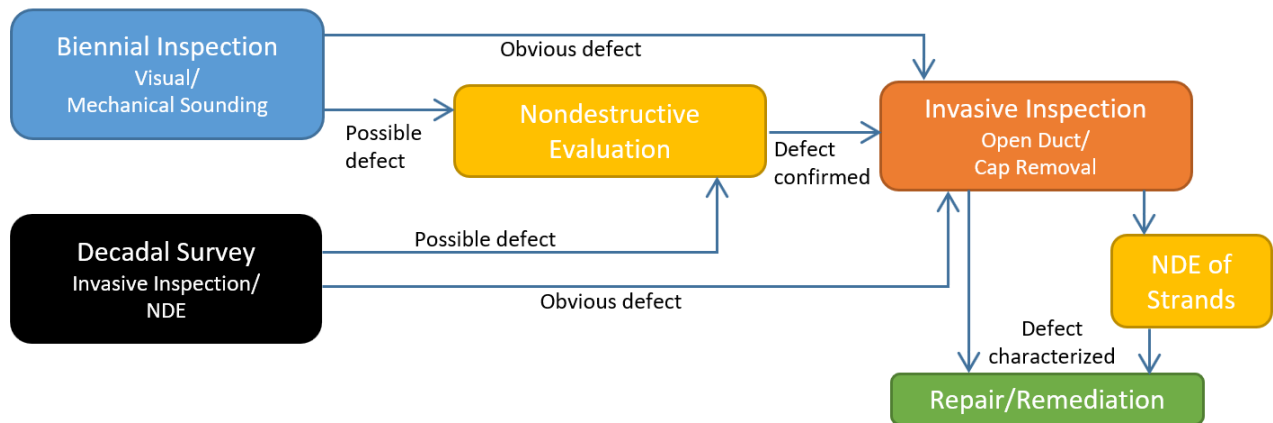 Biennial Inspection
Visual/
Mechanical Sounding
Obvious defect
Possible
defect
Nondestructive
Evaluation
Defect
confirmed
Invasive Inspection
Open Duct/
Cap Removal
Decadal Survey
Invasive Inspection/
NDE
Possible defect
Obvious defect
NDE of
Strands
Defect
characterized
Repair/Remediation